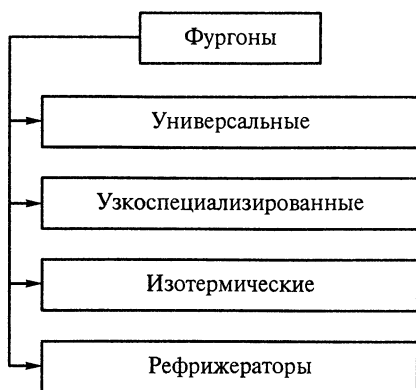 Фургоны
Универсальные
Узкоспециализированные
Изотермические
Рефрижераторы